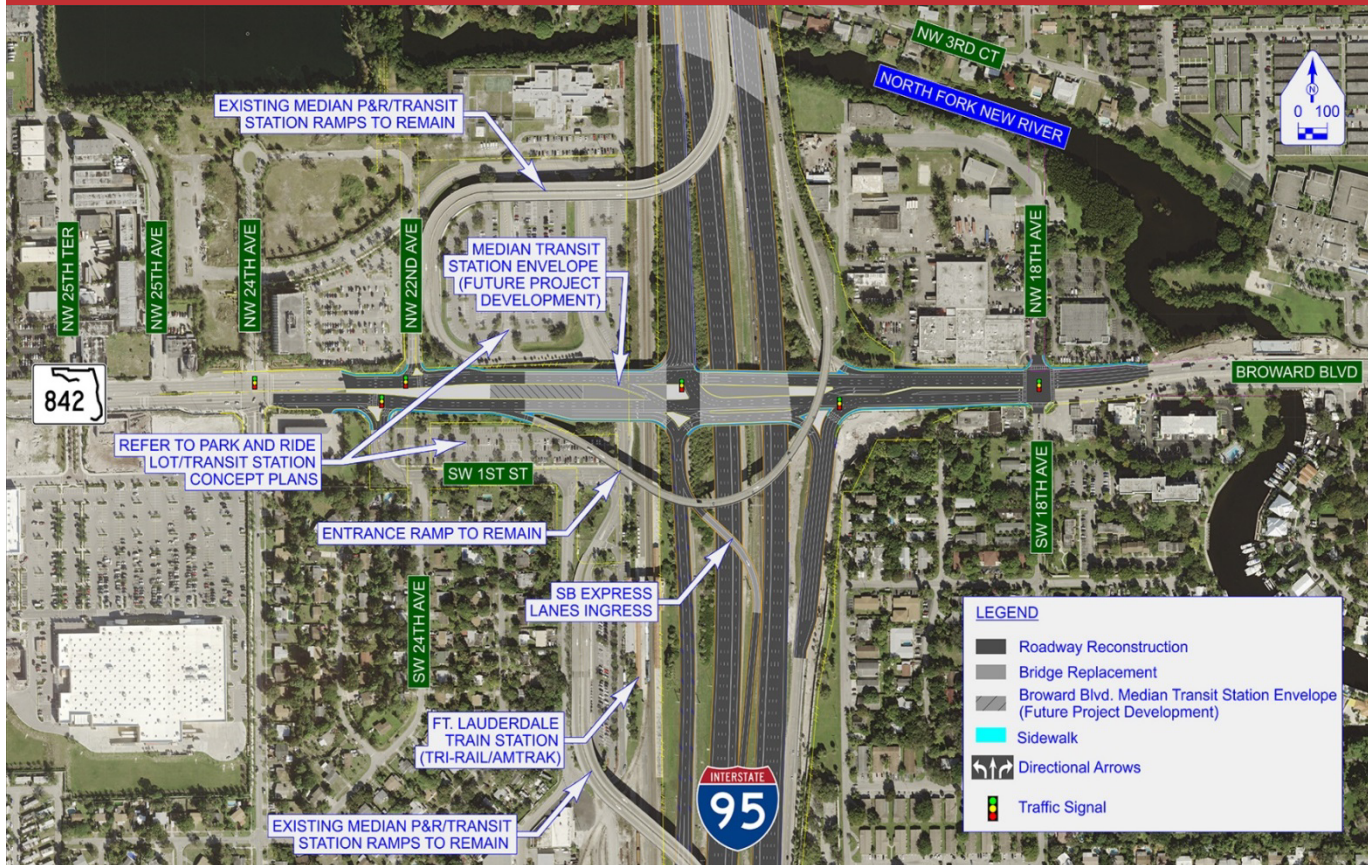 NW 3RD CT
NORTH FORK NEW RIVER
N
0 100
EXISTING MEDIAN P&R/TRANSIT
STATION RAMPS TO REMAIN
MEDIAN TRANSIT
STATION ENVELOPE
(FUTURE PROJECT
DEVELOPMENT)
NW 25TH TER
NW 25TH AVE
NW 24TH AVE
NW 22ND AVE
NW 18TH AVE
842
BROWARD BLVD
REFER TO PARK AND RIDE
LOT/TRANSIT STATION
CONCEPT PLANS
SW 1ST ST
SW 18TH AVE
ENTRANCE RAMP TO REMAIN
SB EXPRESS
LANES INGRESS
SW 24TH AVE
FT. LAUDERDALE
TRAIN STATION
(TRI-RAIL/AMTRAK)
INTERSTATE
95
EXISTING MEDIAN P&R/TRANSIT
STATION RAMPS TO REMAIN
LEGEND
Roadway Reconstruction
Bridge Replacement
Broward Blvd. Median Transit Station Envelope
(Future Project Development)
Sidewalk
Directional Arrows
Traffic Signal